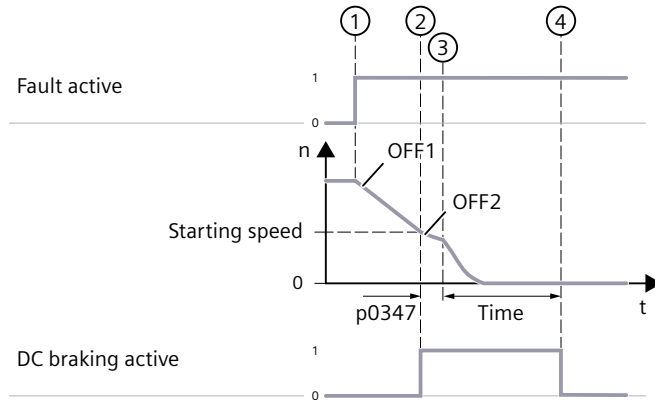 1 2 3 4
Fault active
1
0
n
OFF1
OFF2
Starting speed
0
t
p0347
Time
DC braking active
1
0